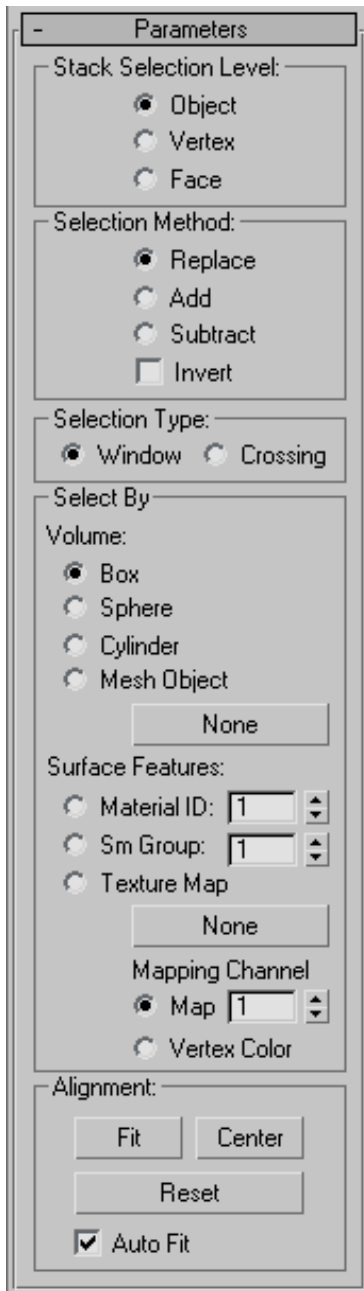 - Parameters
Stack Selection Level:
Object
Vertex
Face
Selection Method:
Replace
Add
Subtract
Invert
Selection Type:
Window Crossing
Select By
Volume:
Box
Sphere
Cylinder
Mesh Object
None
Surface Features:
Material ID: 1
Sm Group: 1
Texture Map
None
Mapping Channel
Map 1
Vertex Color
Alignment:
Fit Center
Reset
Auto Fit